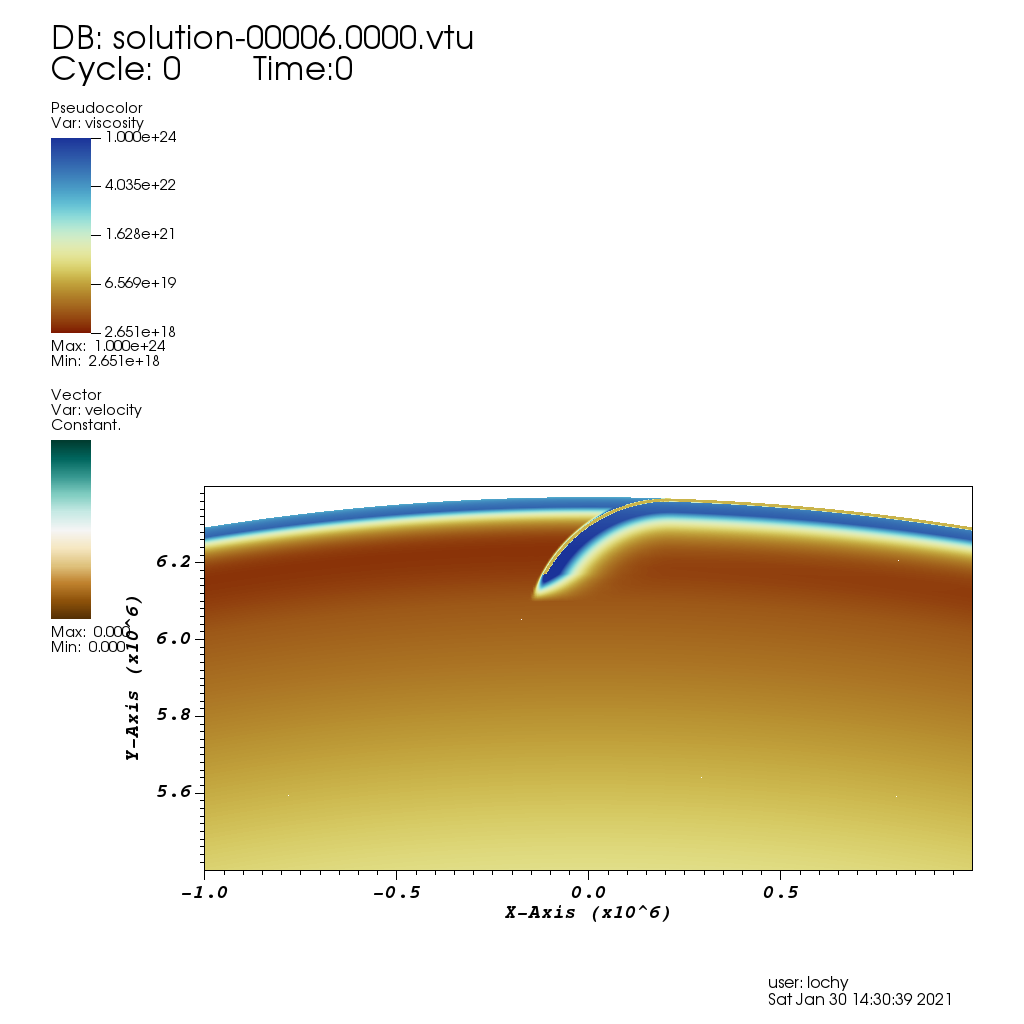 DB: solution-00006.0000.vtu
Cycle: 0 Time:0
Pseudocolor
Var: viscosity
1.000e+24
4.035e+22
1.628e+21
6.569e+19
2.651e+18
Max: 1.000e+24
Min: 2.651e+18
Vector
Var: velocity
Constant.
Max: 0.000
Min: 0.000
Y-Axis (x10^6)
6.2
6.0
5.8
5.6
-1.0 -0.5 0.0 0.5
X-Axis (x10^6)
user: lochy
Sat Jan 30 14:30:39 2021